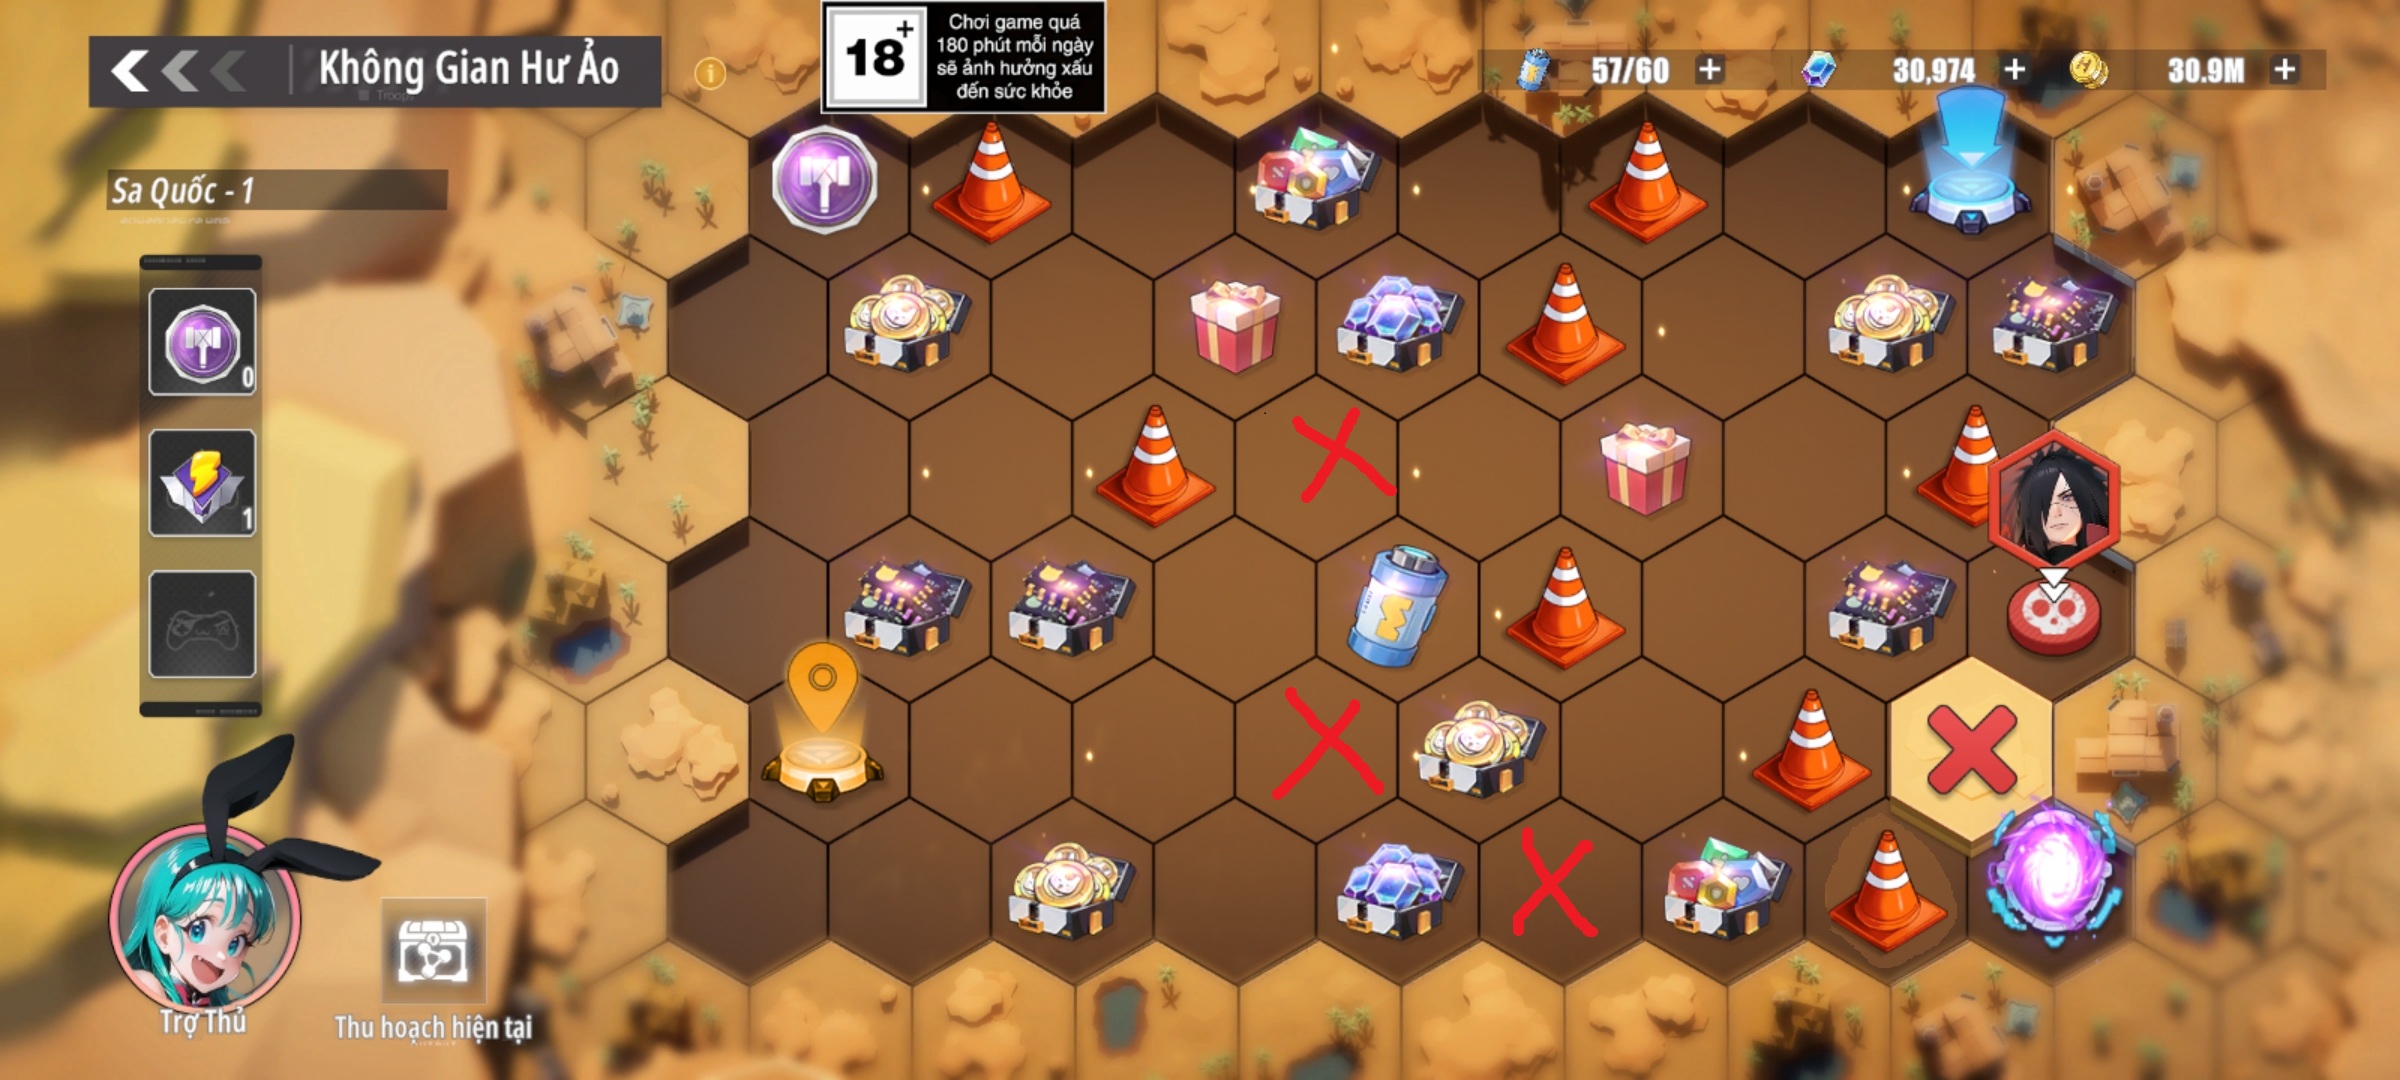 Không Gian Hư Ảo
18+
Chơi game quá
180 phút mỗi ngày
sẽ ảnh hưởng xấu
đến sức khỏe
57/60 +
30,974 +
30.9M +
Sa Quốc - 1
0
1
Trợ Thủ
Thu hoạch hiện tại